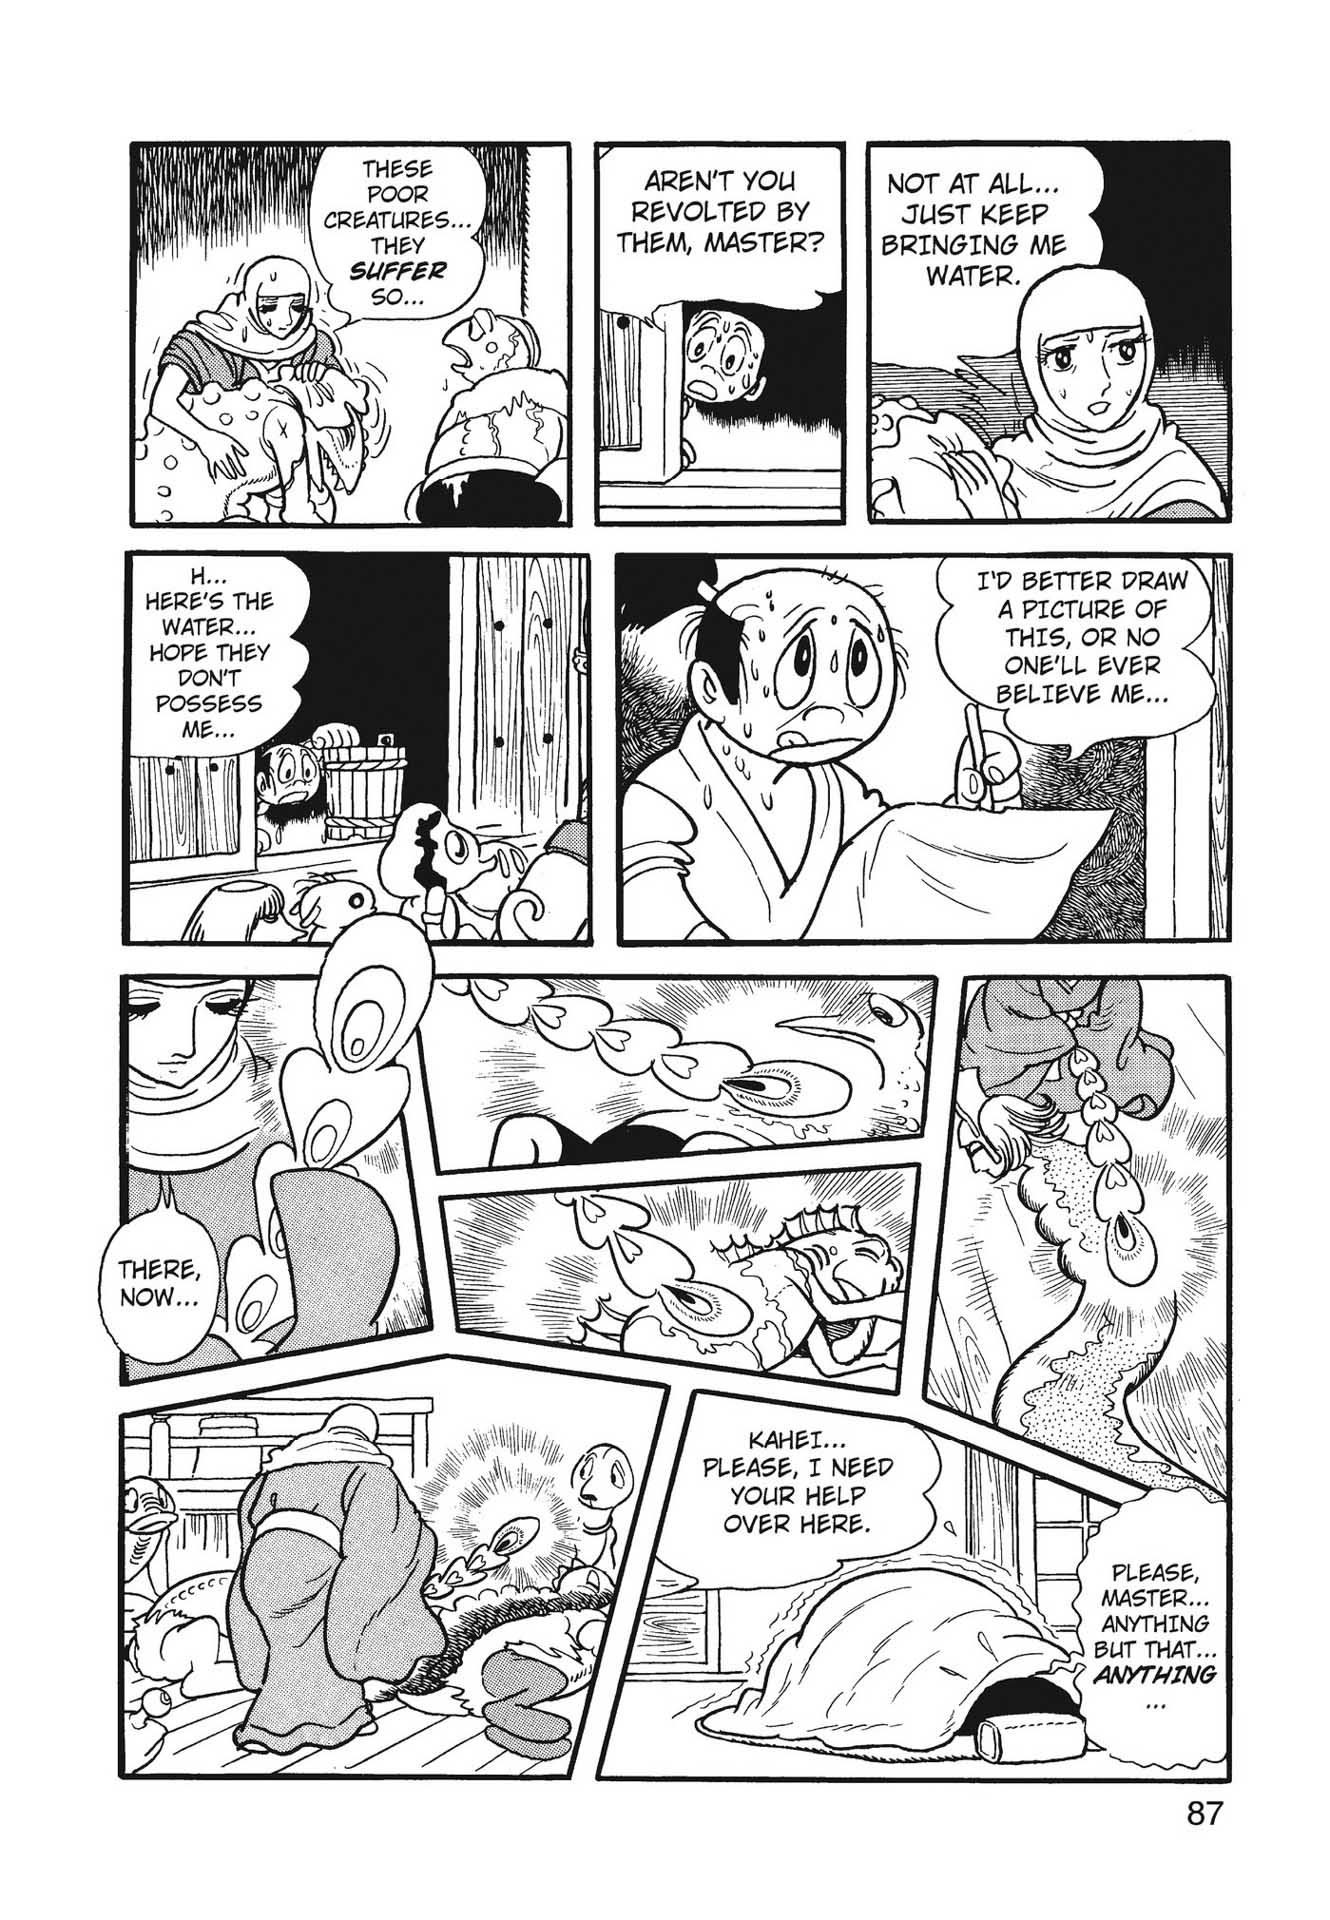 THESE
POOR
CREATURES...
THEY
SUFFER
SO...
AREN'T YOU
REVOLTED BY
THEM, MASTER?
NOT AT ALL...
JUST KEEP
BRINGING ME
WATER.
H...
HERE'S THE
WATER...
HOPE THEY
DON'T
POSSESS
ME...
I'D BETTER DRAW
A PICTURE OF
THIS, OR NO
ONE'LL EVER
BELIEVE ME...
THERE,
NOW...
KAHEI...
PLEASE, I NEED
YOUR HELP
OVER HERE.
PLEASE,
MASTER...
ANYTHING
BUT THAT...
ANYTHING
...
87